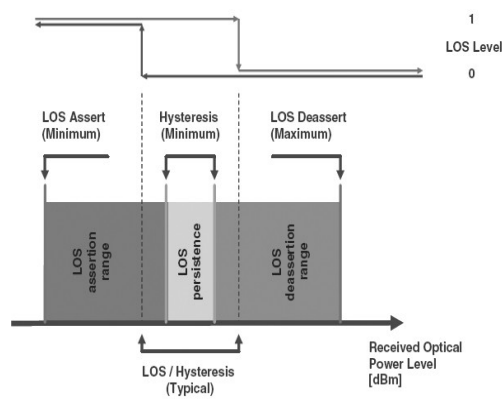 1
LOS Level
0
LOS Assert
(Minimum)
Hysteresis
(Minimum)
LOS Deassert
(Maximum)
LOS
assertion
range
LOS
persistence
LOS
deassertion
range
Received Optical
Power Level
[dBm]
LOS / Hysteresis
(Typical)